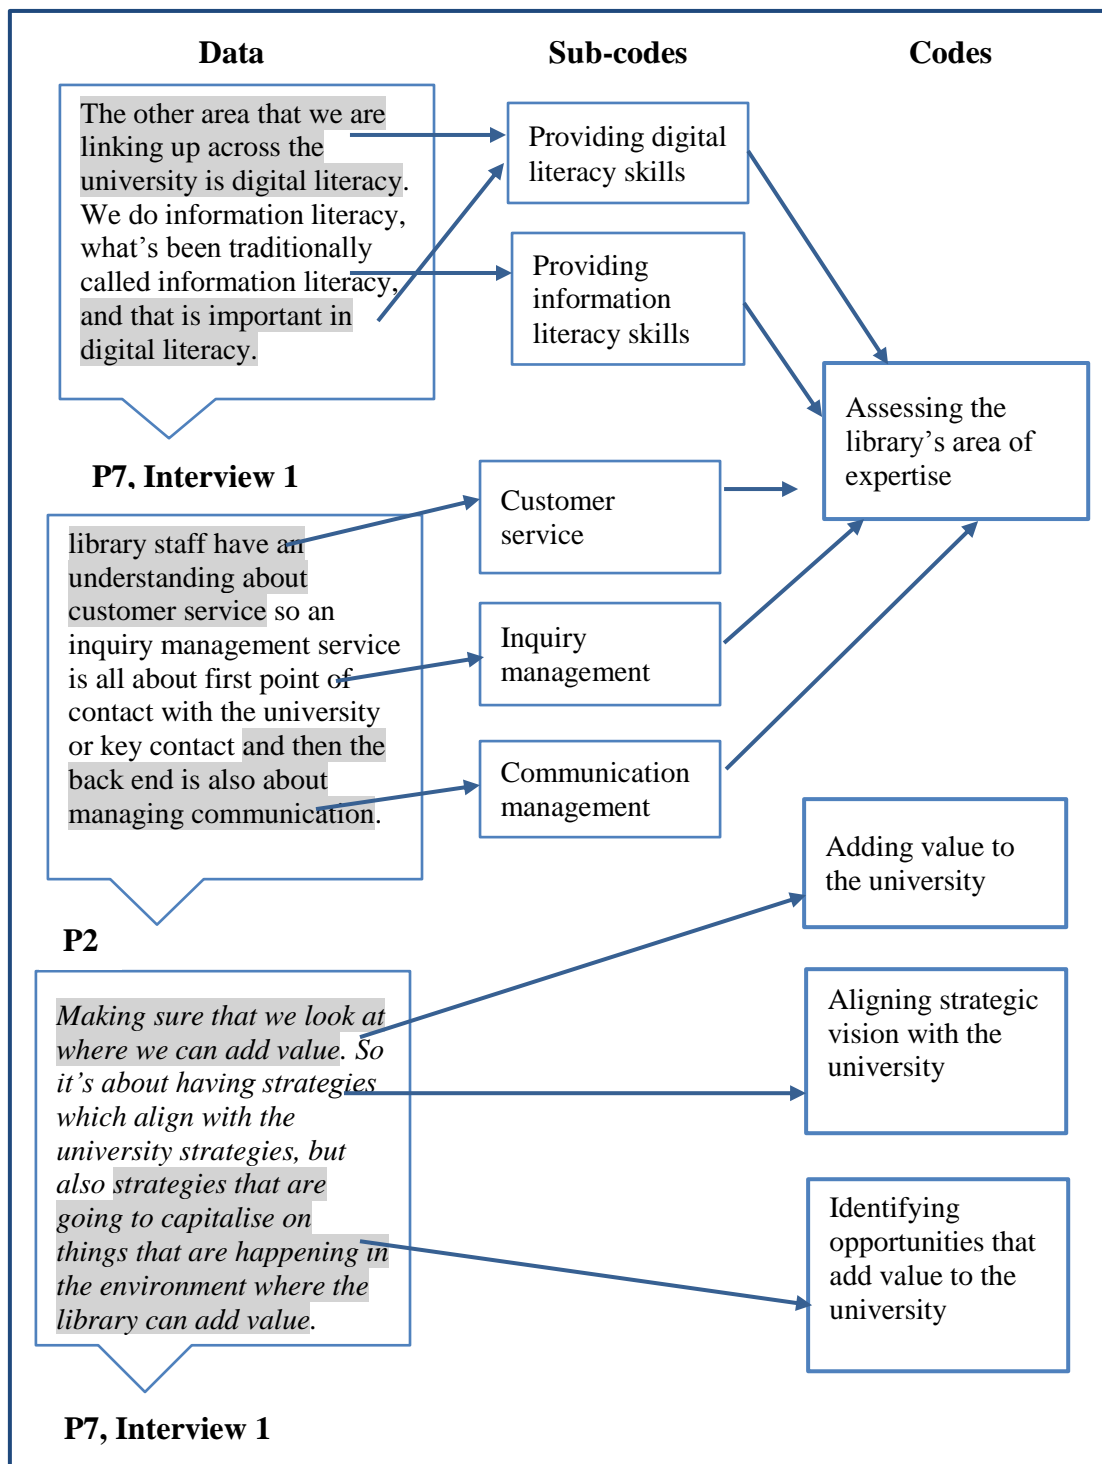 Data Sub-codes Codes
The other area that we are
linking up across the
university is digital literacy.
We do information literacy,
what's been traditionally
called information literacy,
and that is important in
digital literacy.
Providing digital
literacy skills
Providing
information
literacy skills
Assessing the
library's area of
expertise
P7, Interview 1
library staff have an
understanding about
customer service so an
inquiry management service
is all about first point of
contact with the university
or key contact and then the
back end is also about
managing communication.
Customer
service
Inquiry
management
Communication
management
P2
Making sure that we look at
where we can add value. So
it's about having strategies
which align with the
university strategies, but
also strategies that are
going to capitalise on
things that are happening in
the environment where the
library can add value.
Adding value to
the university
Aligning strategic
vision with the
university
Identifying
opportunities that
add value to the
university
P7, Interview 1